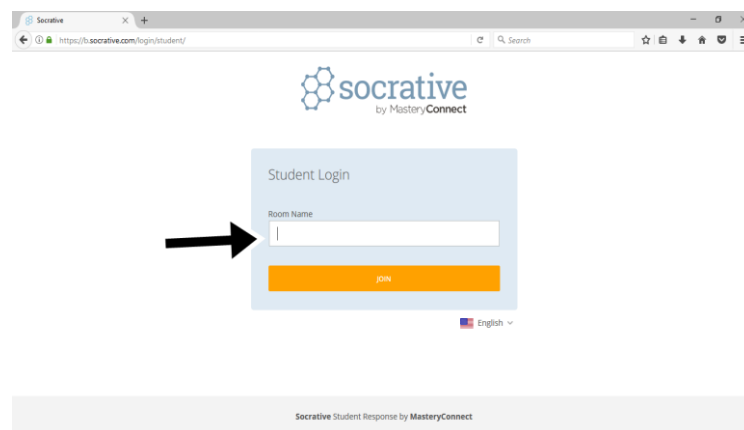 Socrative
https://b.socrative.com/login/student/
Search
socrative
by MasteryConnect
Student Login
Room Name
JOIN
English
Socrative Student Response by MasteryConnect